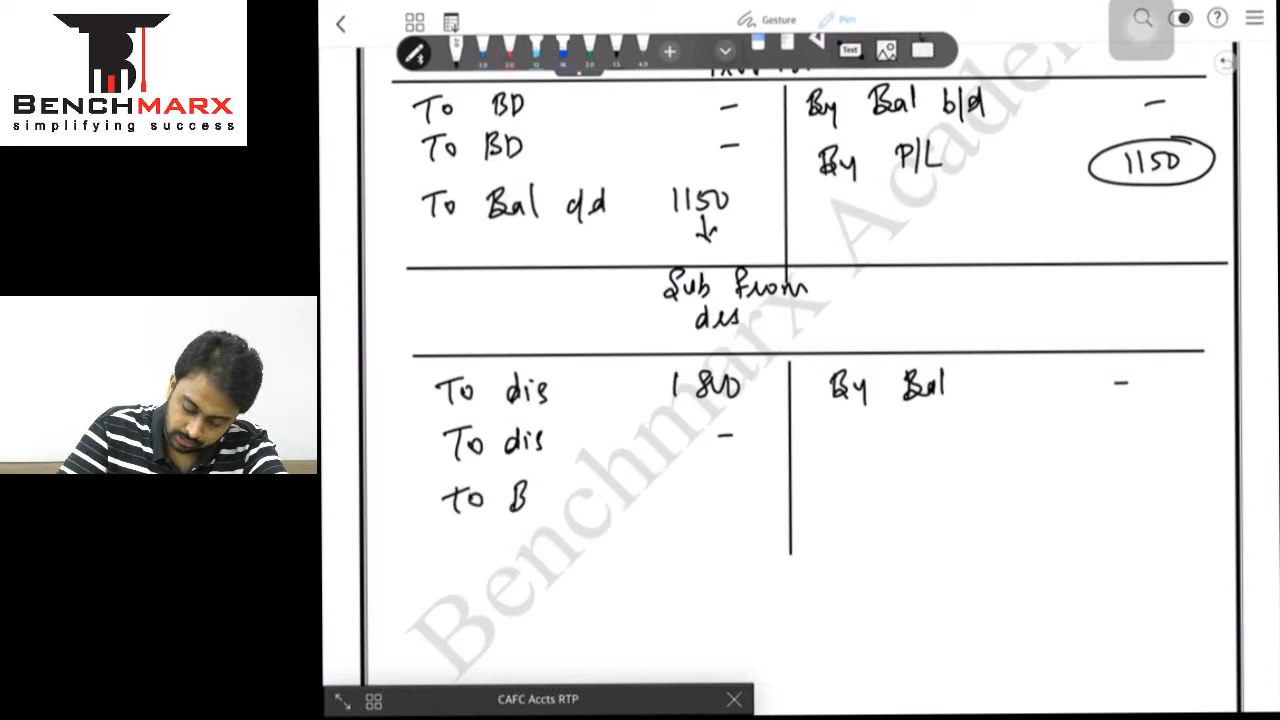 BENCHMARX
simplifying success
Gesture
Pen
Text
To BD - By Bal b/d -
To BD - By P/L 1150
To Bal c/d 1150
Sub from
des
To dis 1800 By Bal -
To dis -
To B
Benchmarx Academ
CAFC Accts RTP